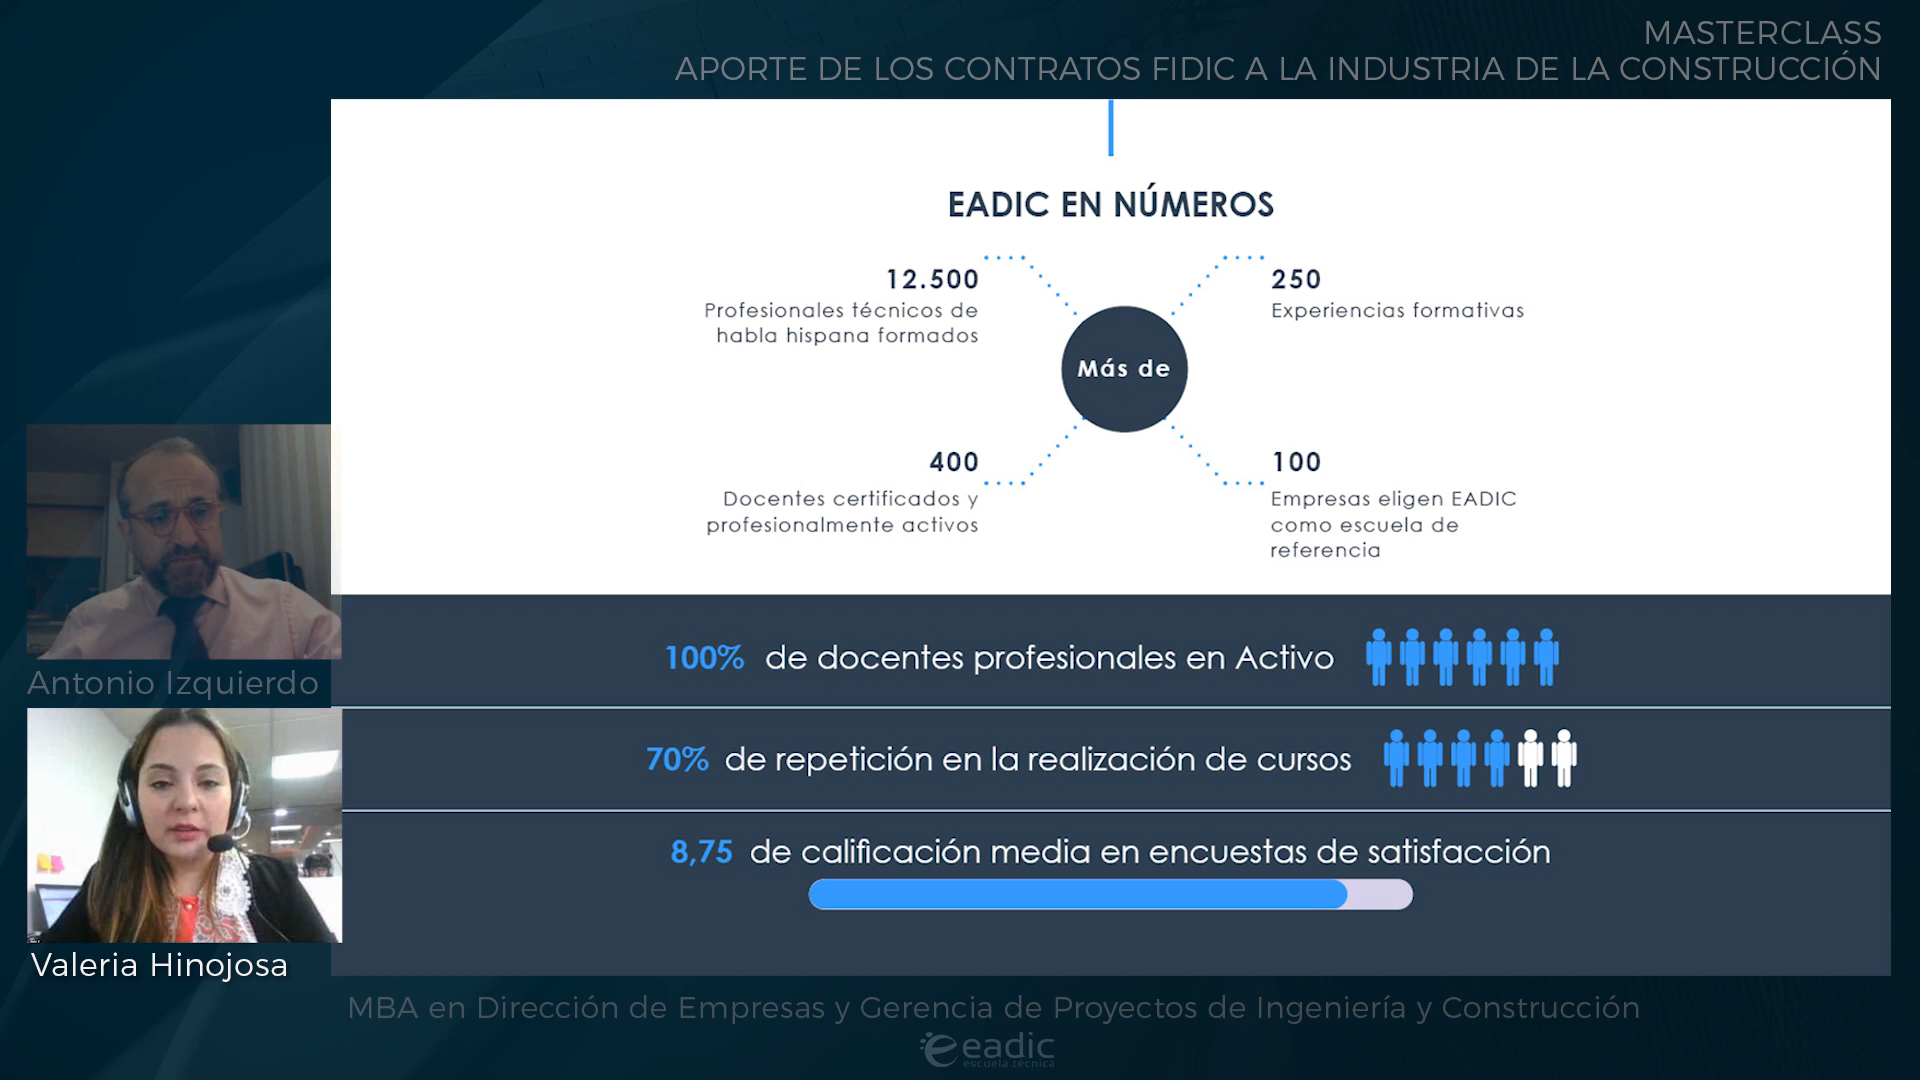 MASTERCLASS
APORTE DE LOS CONTRATOS FIDIC A LA INDUSTRIA DE LA CONSTRUCCIÓN
EADIC EN NÚMEROS
12.500
Profesionales técnicos de
habla hispana formados
250
Experiencias formativas
Más de
400
Docentes certificados y
profesionalmente activos
100
Empresas eligen EADIC
como escuela de
referencia
100% de docentes profesionales en Activo
70% de repetición en la realización de cursos
8,75 de calificación media en encuestas de satisfacción
Antonio Izquierdo
Valeria Hinojosa
MBA en Dirección de Empresas y Gerencia de Proyectos de Ingeniería y Construcción
eadic
escuela técnica